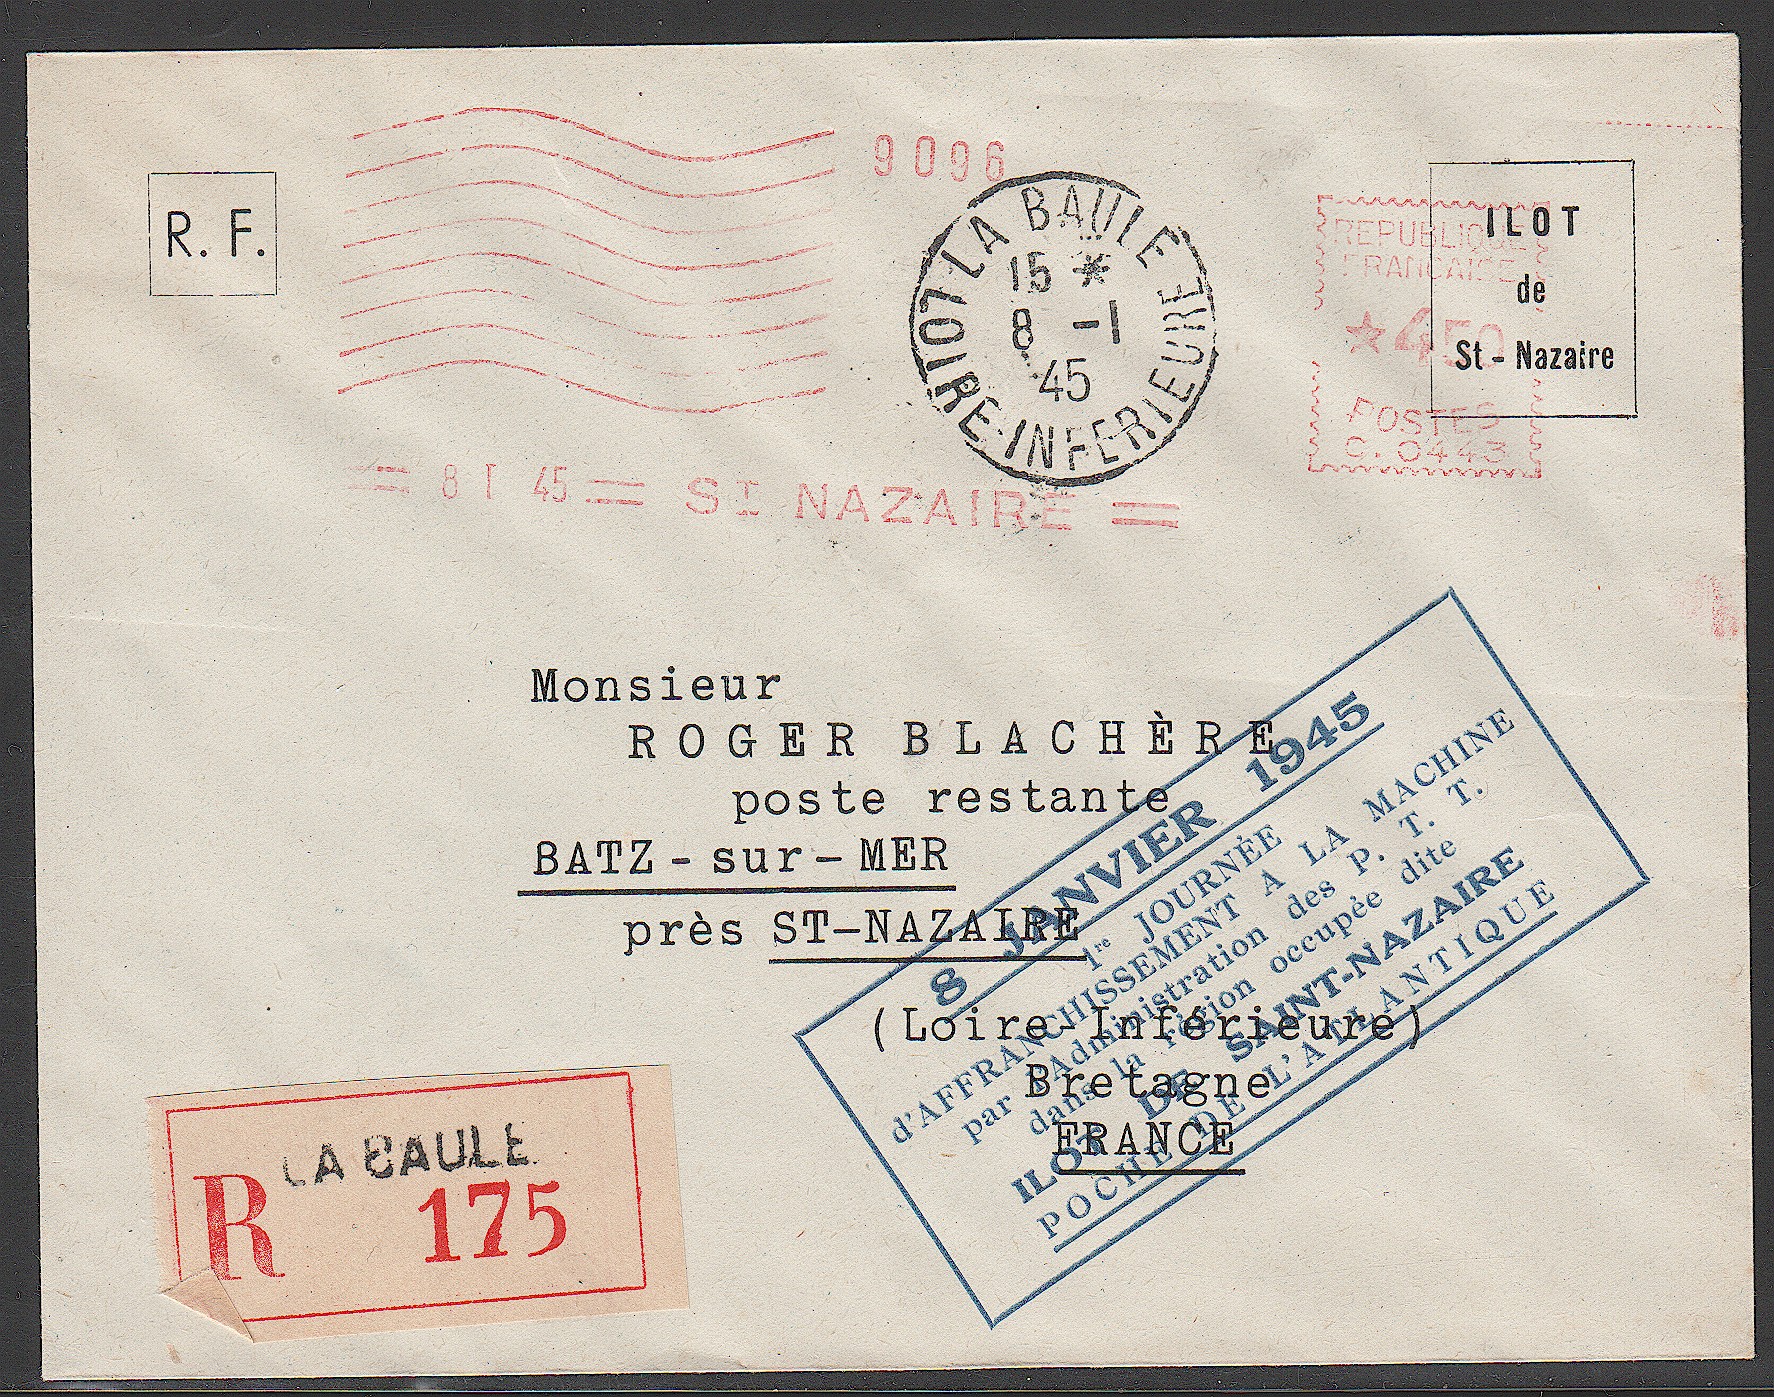 R. F.
9096
LA BAULE
15 *
8 -1
45
LOIRE-INFERIEURE
REPUBLIQUE
FRANCAISE
★ 450
POSTES
C. 0443
ILOT
de
St - Nazaire
= 8 I 45 = ST NAZAIRE =
Monsieur
ROGER BLACHÈRE
poste restante
BATZ - sur - MER
près ST-NAZAIRE
(Loire-Inférieure)
Bretagne
FRANCE
8 JANVIER 1945
1re JOURNÉE
d'AFFRANCHISSEMENT A LA MACHINE
par l'Administration des P. T. T.
dans la région occupée dite
ILOT DE SAINT-NAZAIRE
POCHE DE L'ATLANTIQUE
LA BAULE
R 175